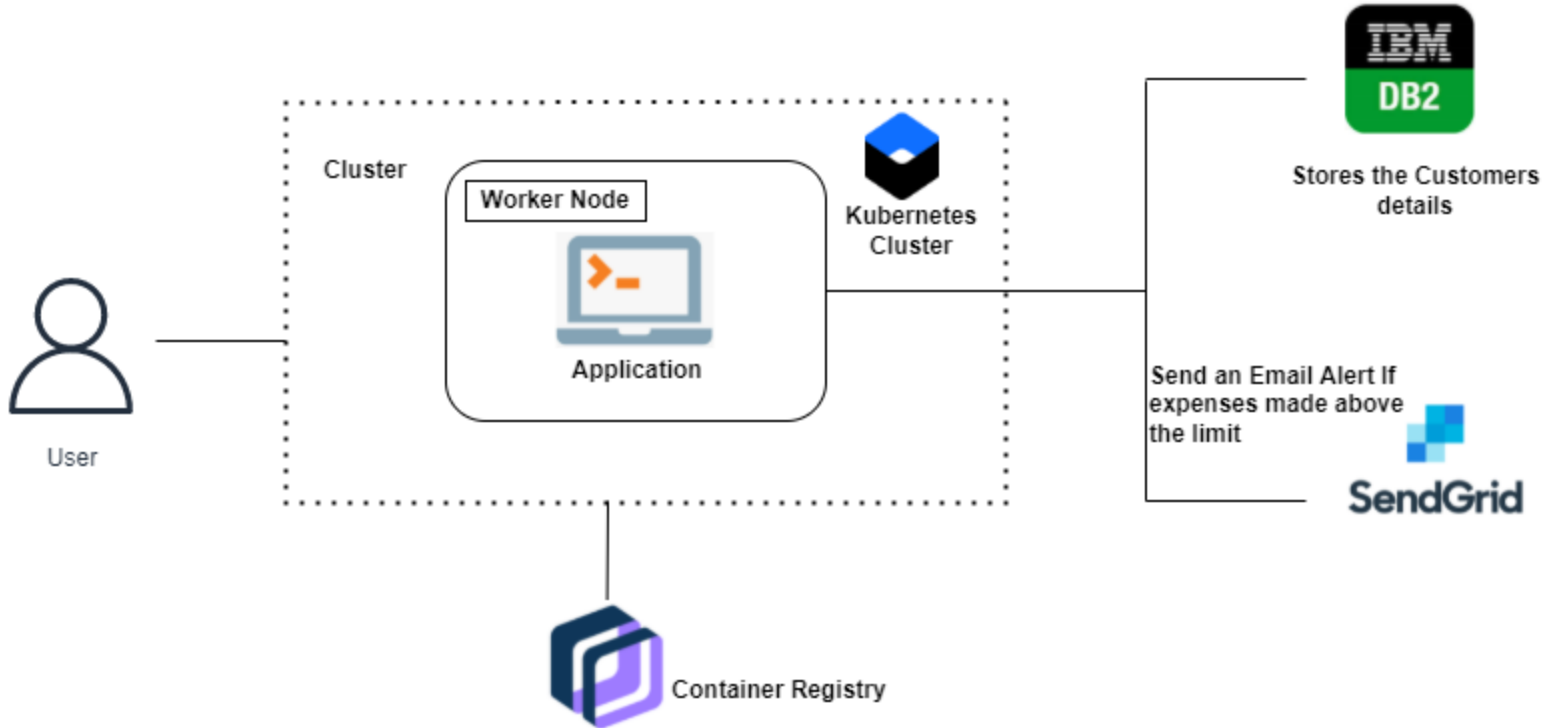 IBM
DB2
Stores the Customers
details
Cluster
Worker Node
Kubernetes
Cluster
Application
User
Send an Email Alert If
expenses made above
the limit
SendGrid
Container Registry